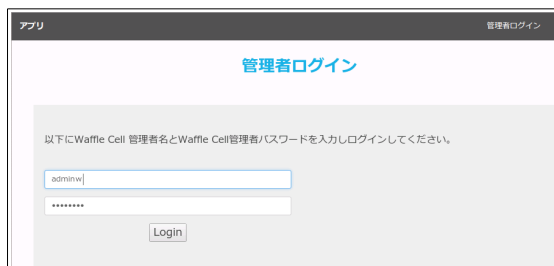 アプリ
管理者ログイン
管理者ログイン
以下にWaffle Cell 管理者名とWaffle Cell管理者パスワードを入力しログインしてください。
adminw
••••••••
Login